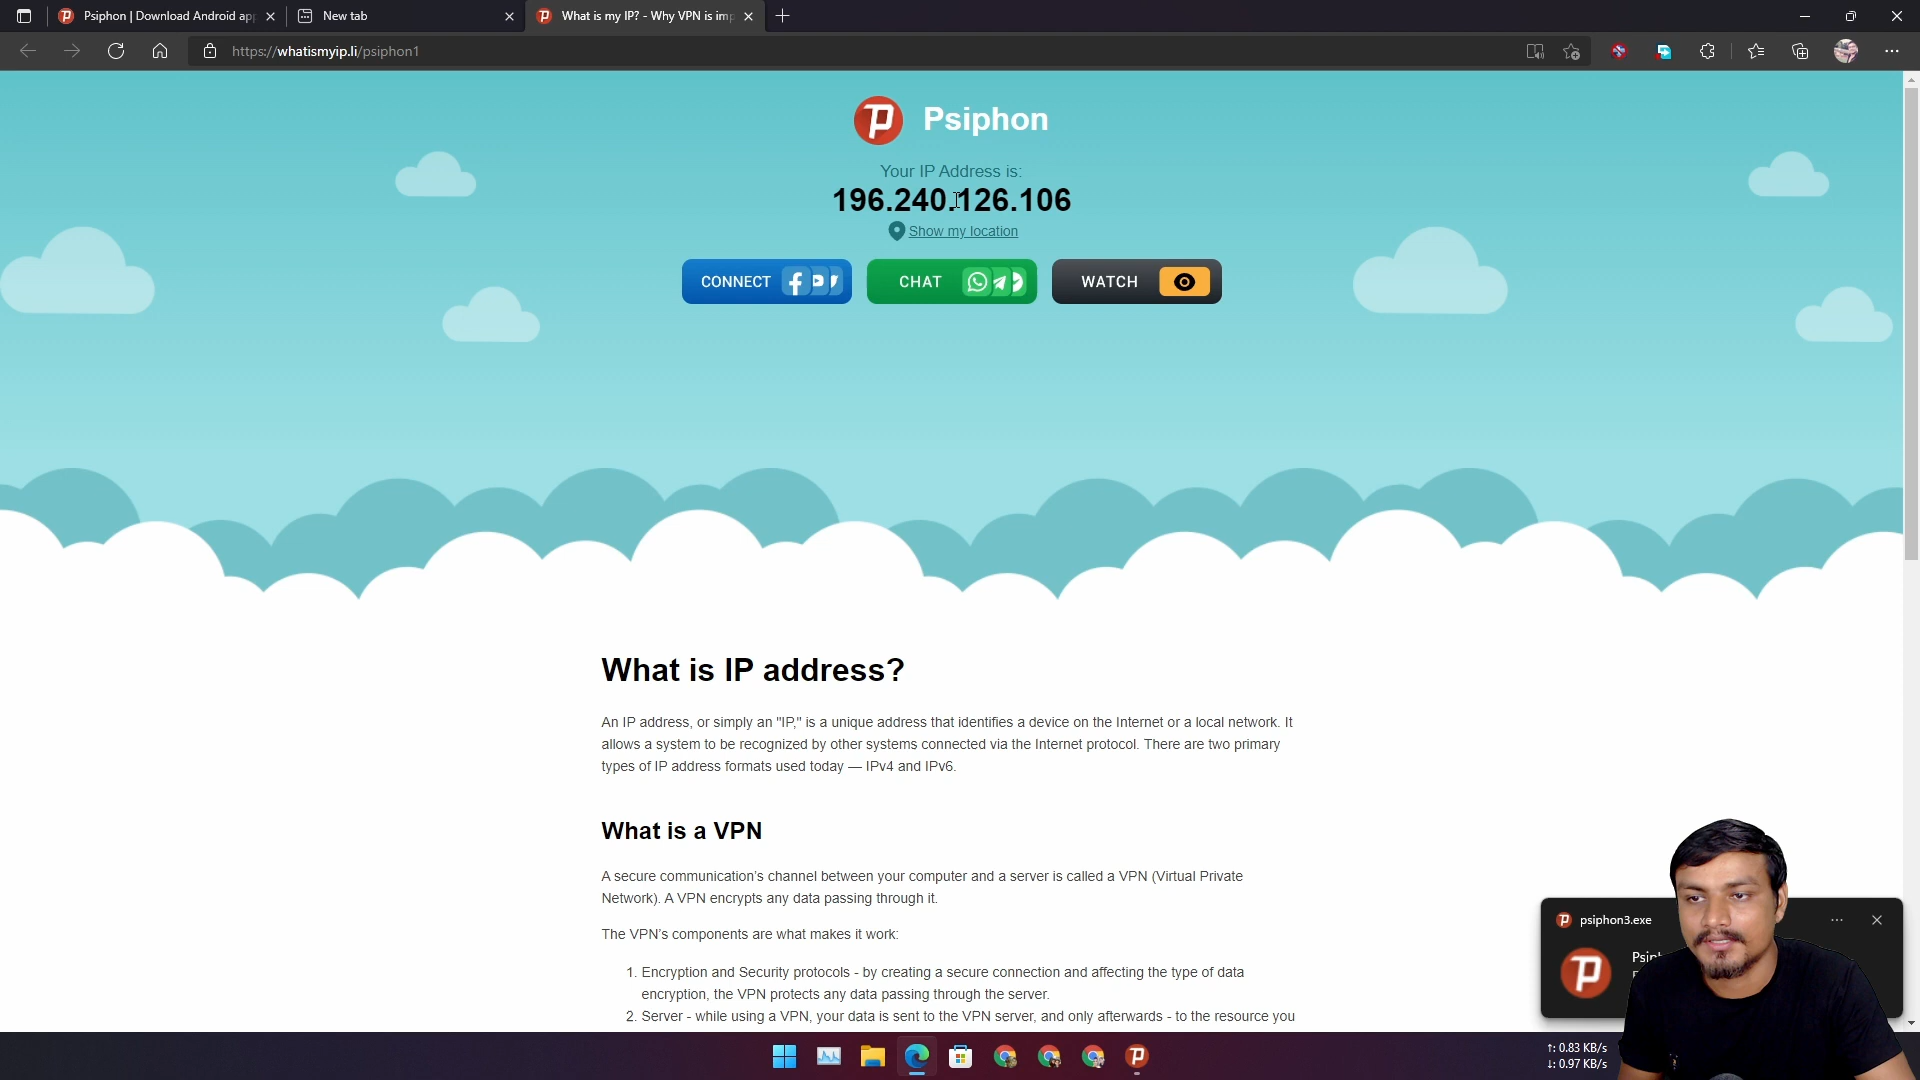 Psiphon | Download Android app
New tab
What is my IP? - Why VPN is imp
https://whatismyip.li/psiphon1
Psiphon
Your IP Address is:
196.240.126.106
Show my location
CONNECT
CHAT
WATCH
What is IP address?
An IP address, or simply an "IP," is a unique address that identifies a device on the Internet or a local network. It
allows a system to be recognized by other systems connected via the Internet protocol. There are two primary
types of IP address formats used today — IPv4 and IPv6.
What is a VPN
A secure communication's channel between your computer and a server is called a VPN (Virtual Private
Network). A VPN encrypts any data passing through it.
The VPN's components are what makes it work:
1. Encryption and Security protocols - by creating a secure connection and affecting the type of data
encryption, the VPN protects any data passing through the server.
2. Server - while using a VPN, your data is sent to the VPN server, and only afterwards - to the resource you
psiphon3.exe
↑: 0.83 KB/s
↓: 0.97 KB/s